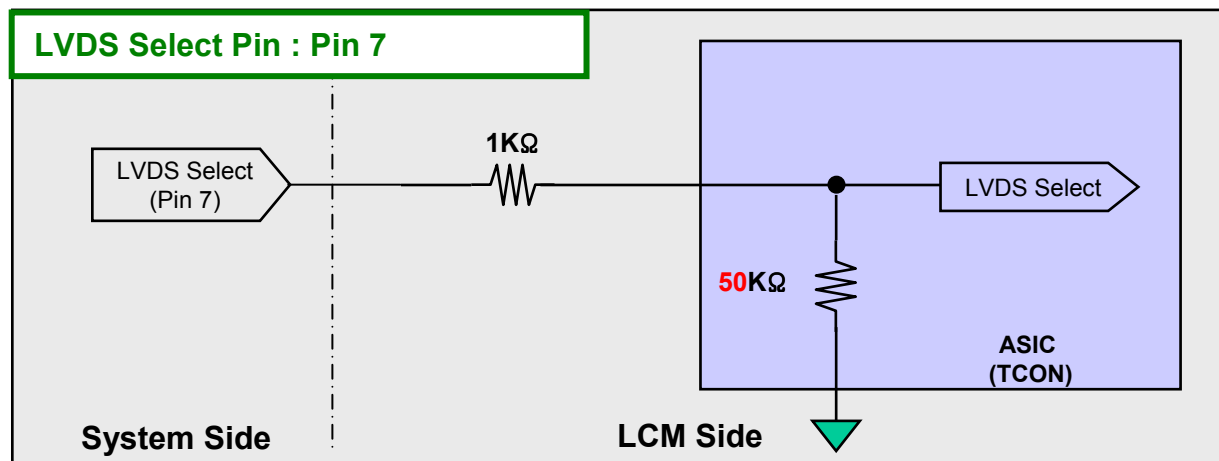 LVDS Select Pin : Pin 7
1KΩ
LVDS Select
(Pin 7)
LVDS Select
50KΩ
ASIC
(TCON)
System Side
LCM Side